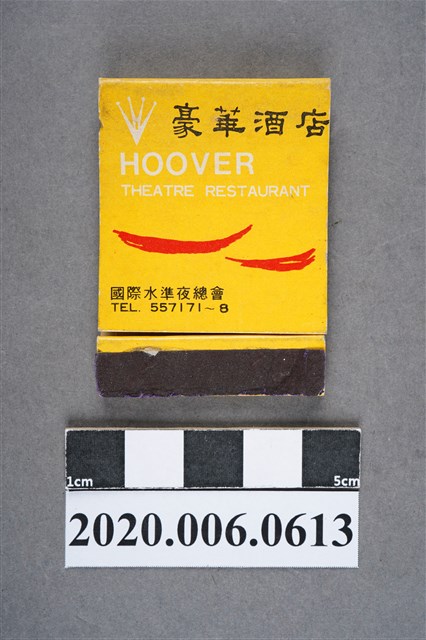 豪華酒店
HOOVER
THEATRE RESTAURANT
國際水準夜總會
TEL. 557171~8
1cm 5cm
2020.006.0613